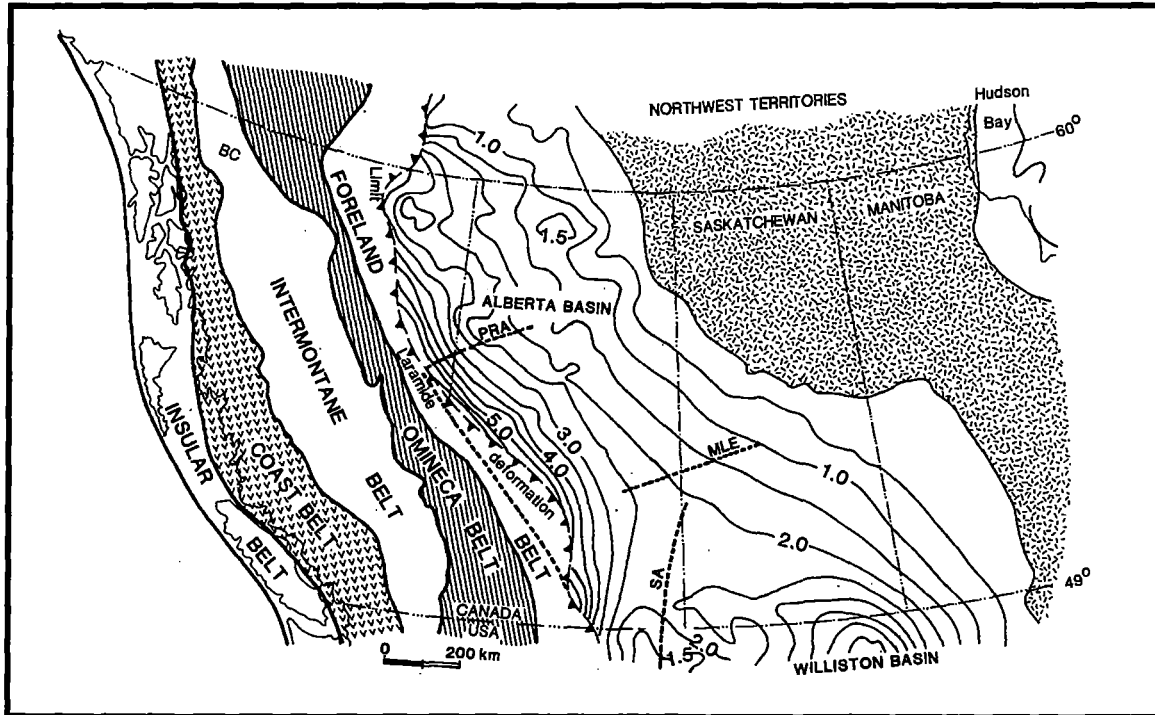 NORTHWEST TERRITORIES
Hudson
Bay
60°
1.0
BC
FORELAND
Limit
SASKATCHEWAN
MANITOBA
1.5
ALBERTA BASIN
PRA
INTERMONTANE
BELT
Laramide
deformation
5.0
3.0
4.0
MLE
1.0
INSULAR
BELT
COAST BELT
OMINECA BELT
BELT
2.0
SA
49°
CANADA
USA
0 200 km
1.5
2.0
WILLISTON BASIN